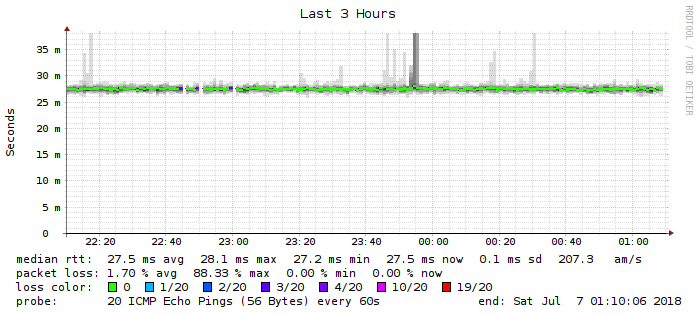 Last 3 Hours
RRDTOOL / TOBI OETIKER
Seconds
35 m
30 m
25 m
20 m
15 m
10 m
5 m
0
22:20 22:40 23:00 23:20 23:40 00:00 00:20 00:40 01:00
median rtt: 27.5 ms avg 28.1 ms max 27.2 ms min 27.5 ms now 0.1 ms sd 207.3 am/s
packet loss: 1.70 % avg 88.33 % max 0.00 % min 0.00 % now
loss color: 0 1/20 2/20 3/20 4/20 10/20 19/20
probe: 20 ICMP Echo Pings (56 Bytes) every 60s end: Sat Jul 7 01:10:06 2018